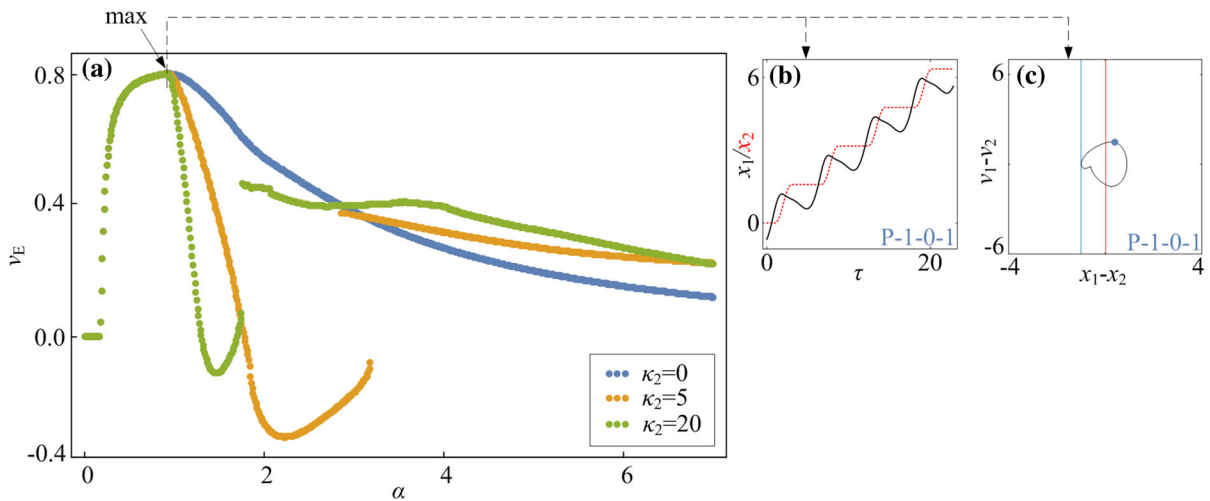 max
(a)
0.8
0.4
0.0
-0.4
v_E
0
2
4
6
α
κ₂=0
κ₂=5
κ₂=20
(b)
6
0
x₁/x₂
0
20
τ
P-1-0-1
(c)
6
-6
v₁-v₂
-4
4
x₁-x₂
P-1-0-1